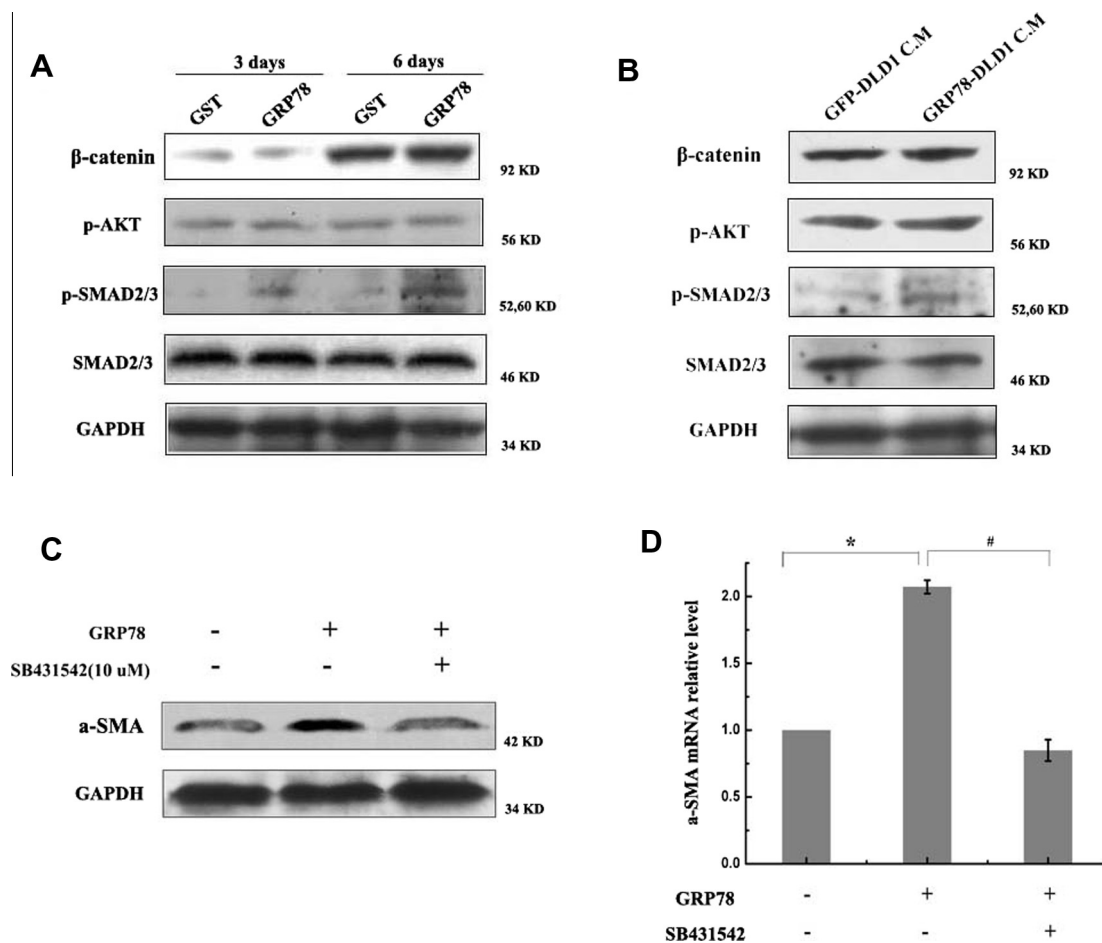 A
3 days 6 days
GST GRP78 GST GRP78
β-catenin 92 KD
p-AKT 56 KD
p-SMAD2/3 52,60 KD
SMAD2/3 46 KD
GAPDH 34 KD
B
GFP-DLD1 C.M GRP78-DLD1 C.M
β-catenin 92 KD
p-AKT 56 KD
p-SMAD2/3 52,60 KD
SMAD2/3 46 KD
GAPDH 34 KD
C
GRP78 - + +
SB431542(10 uM) - - +
a-SMA 42 KD
GAPDH 34 KD
D
* #
a-SMA mRNA relative level
2.0
1.0
0.5
0.0
GRP78 - + +
SB431542 - - +